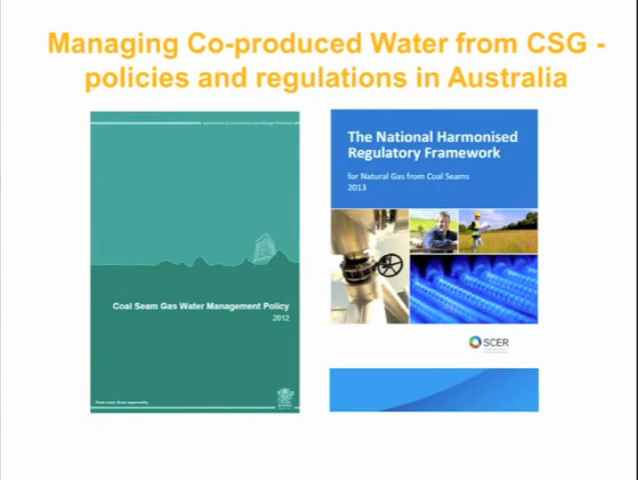 Managing Co-produced Water from CSG -
policies and regulations in Australia
Coal Seam Gas Water Management Policy
2012
The National Harmonised
Regulatory Framework
for Natural Gas from Coal Seams
2013
SCER